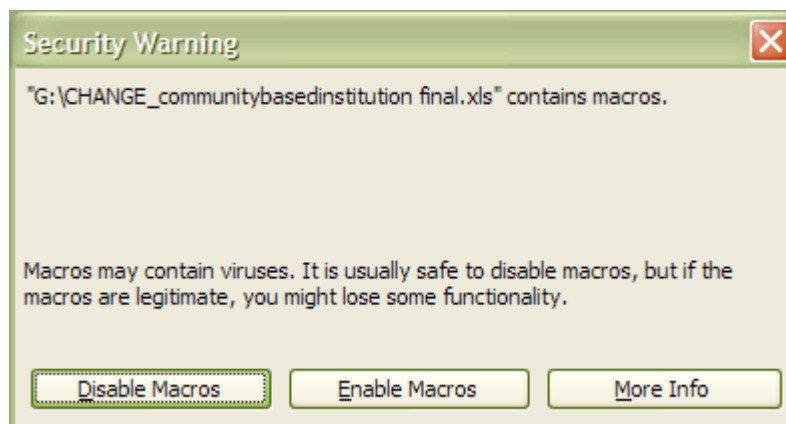 Security Warning
"G:\CHANGE_communitybasedinstitution final.xls" contains macros.
Macros may contain viruses. It is usually safe to disable macros, but if the
macros are legitimate, you might lose some functionality.
Disable Macros Enable Macros More Info